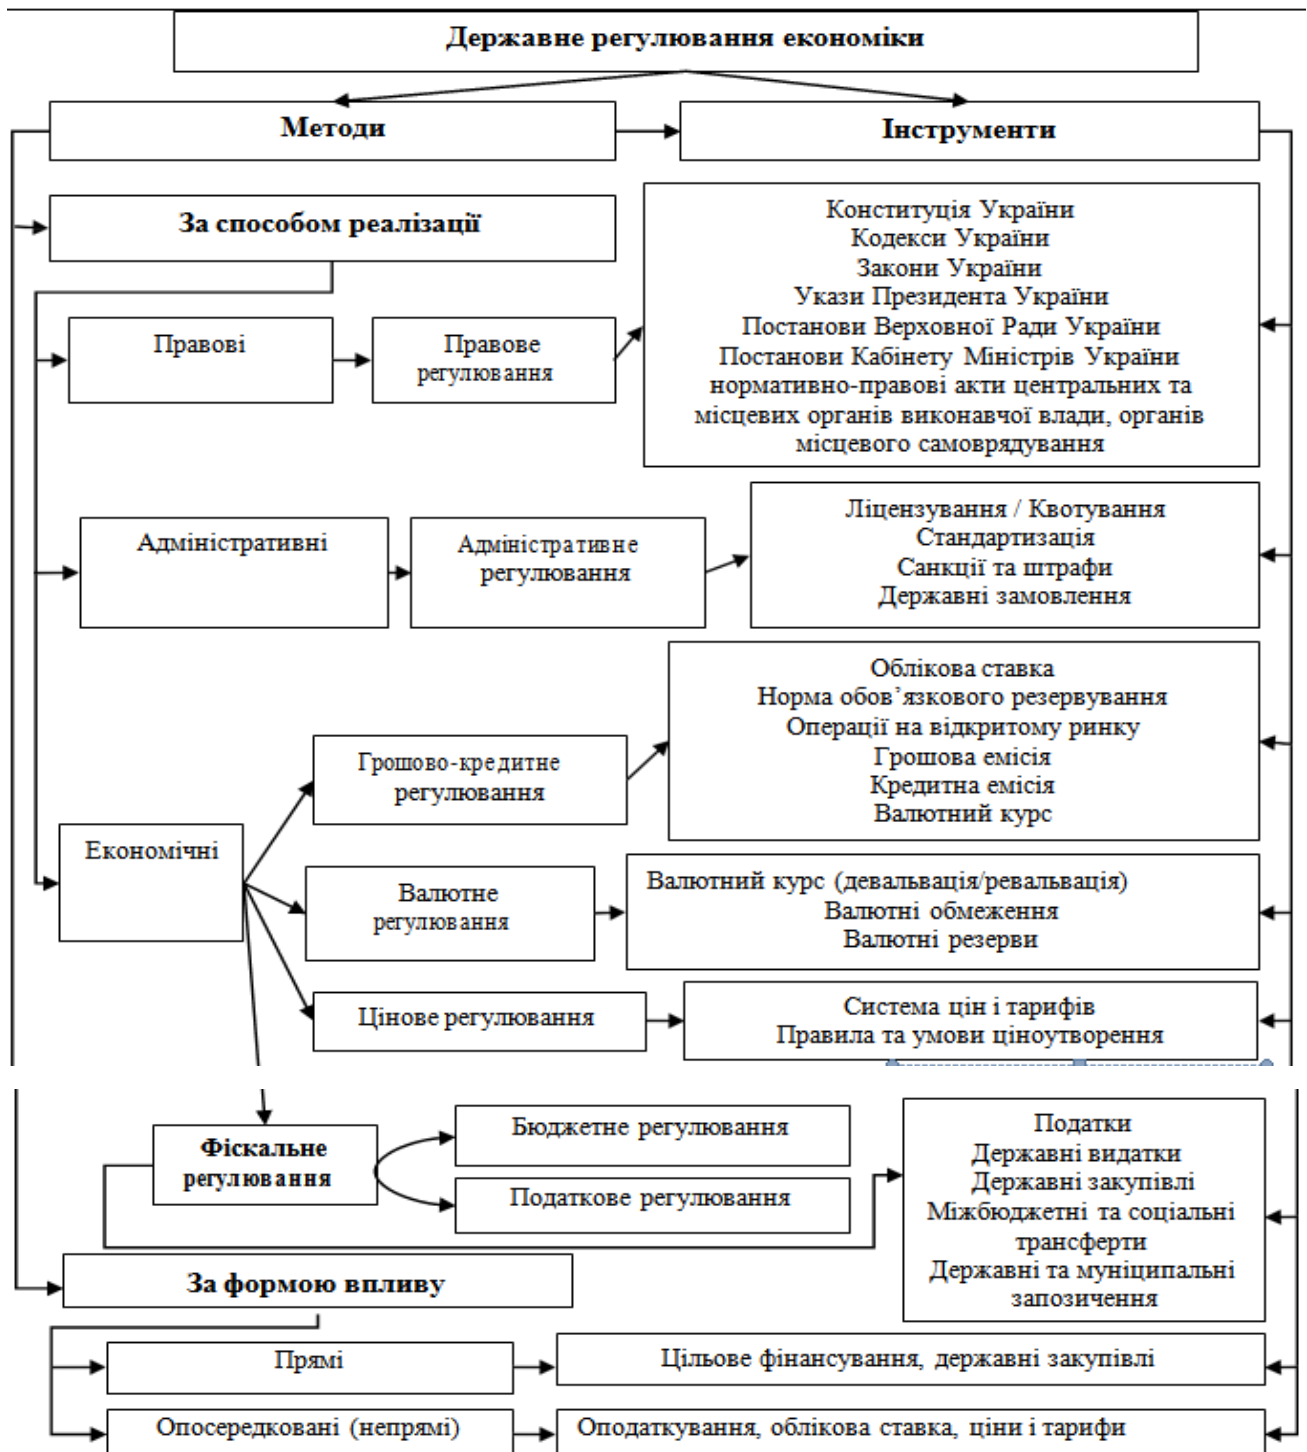 Державне регулювання економіки
Методи
Інструменти
За способом реалізації
Конституція України
Кодекси України
Закони України
Укази Президента України
Постанови Верховної Ради України
Постанови Кабінету Міністрів України
нормативно-правові акти центральних та
місцевих органів виконавчої влади, органів
місцевого самоврядування
Правові
Правове
регулювання
Адміністративні
Адміністративне
регулювання
Ліцензування / Квотування
Стандартизація
Санкції та штрафи
Державні замовлення
Економічні
Грошово-кредитне
регулювання
Облікова ставка
Норма обов’язкового резервування
Операції на відкритому ринку
Грошова емісія
Кредитна емісія
Валютний курс
Валютне
регулювання
Валютний курс (девальвація/ревальвація)
Валютні обмеження
Валютні резерви
Цінове регулювання
Система цін і тарифів
Правила та умови ціноутворення
Фіскальне
регулювання
Бюджетне регулювання
Податкове регулювання
Податки
Державні видатки
Державні закупівлі
Міжбюджетні та соціальні
трансферти
Державні та муніципальні
запозичення
За формою впливу
Прямі
Цільове фінансування, державні закупівлі
Опосередковані (непрямі)
Оподаткування, облікова ставка, ціни і тарифи